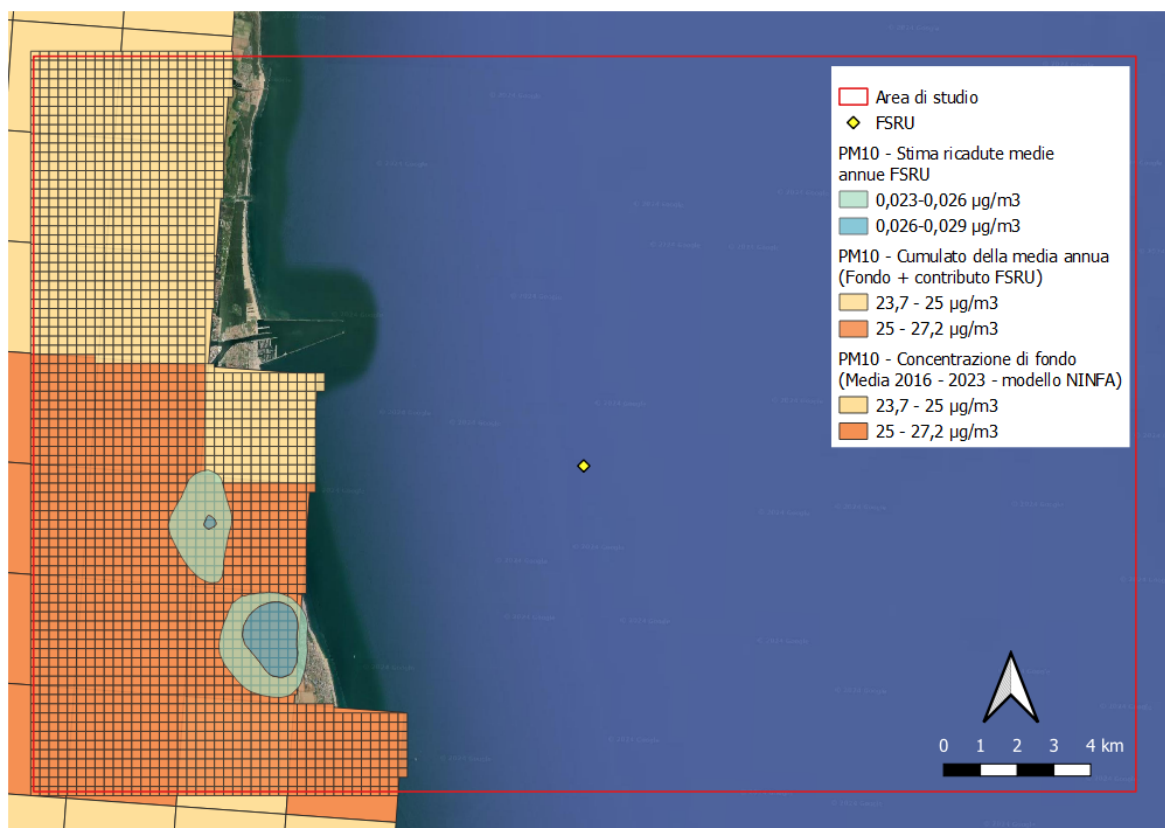 Area di studio
FSRU
PM10 - Stima ricadute medie
annue FSRU
0,023-0,026 µg/m3
0,026-0,029 µg/m3
PM10 - Cumulato della media annua
(Fondo + contributo FSRU)
23,7 - 25 µg/m3
25 - 27,2 µg/m3
PM10 - Concentrazione di fondo
(Media 2016 - 2023 - modello NINFA)
23,7 - 25 µg/m3
25 - 27,2 µg/m3
0 1 2 3 4 km